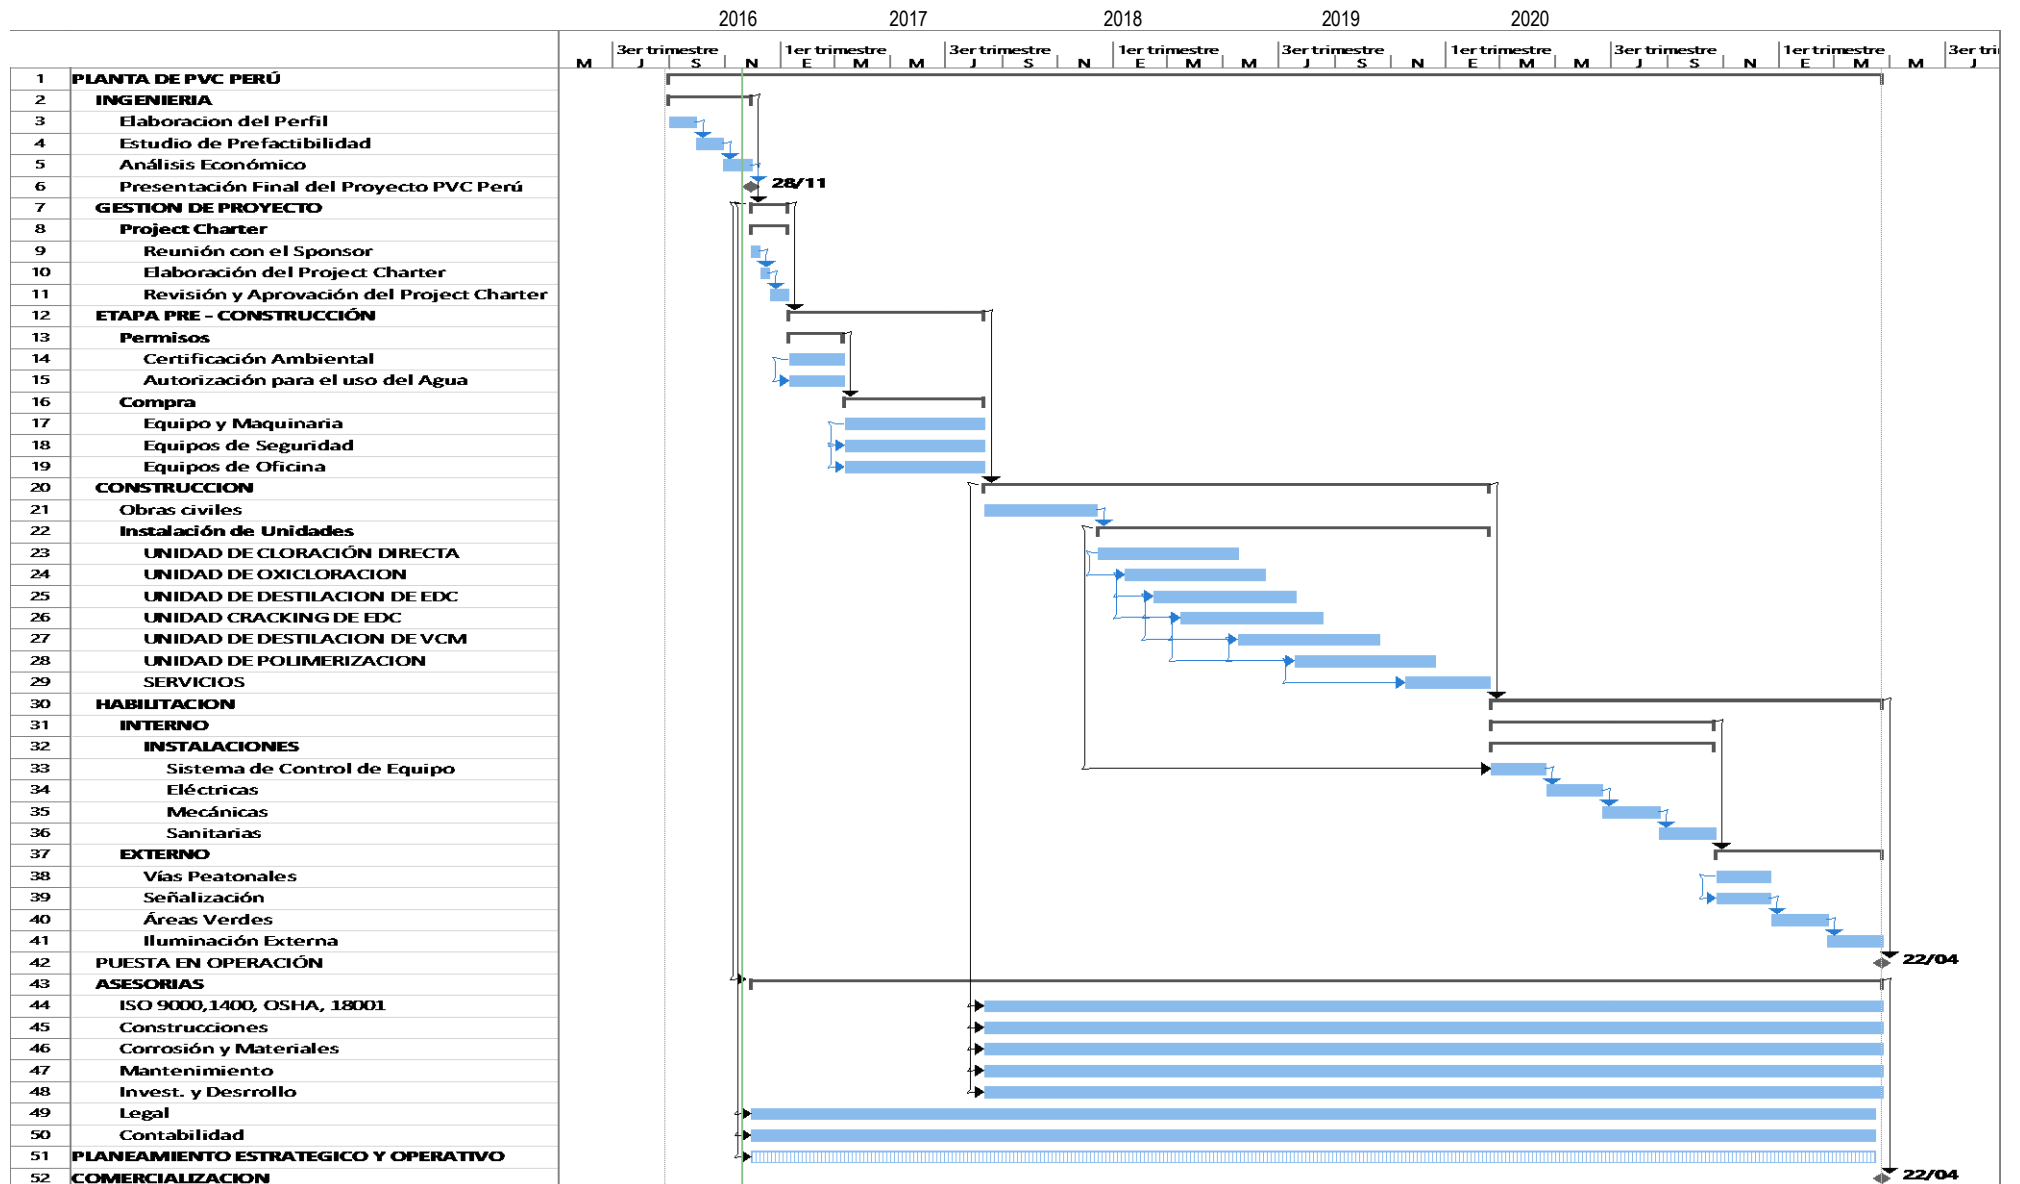 2016 2017 2018 2019 2020
3er trimestre 1er trimestre 3er trimestre 1er trimestre 3er trimestre 1er trimestre 3er trimestre 1er trimestre 3er tri
M J S N E M M J S N E M M J S N E M M J S N E M M J
1 PLANTA DE PVC PERÚ
2 INGENIERIA
3 Elaboracion del Perfil
4 Estudio de Prefactibilidad
5 Análisis Económico
6 Presentación Final del Proyecto PVC Perú 28/11
7 GESTION DE PROYECTO
8 Project Charter
9 Reunión con el Sponsor
10 Elaboración del Project Charter
11 Revisión y Aprovación del Project Charter
12 ETAPA PRE - CONSTRUCCIÓN
13 Permisos
14 Certificación Ambiental
15 Autorización para el uso del Agua
16 Compra
17 Equipo y Maquinaria
18 Equipos de Seguridad
19 Equipos de Oficina
20 CONSTRUCCION
21 Obras civiles
22 Instalación de Unidades
23 UNIDAD DE CLORACIÓN DIRECTA
24 UNIDAD DE OXICLORACION
25 UNIDAD DE DESTILACION DE EDC
26 UNIDAD CRACKING DE EDC
27 UNIDAD DE DESTILACION DE VCM
28 UNIDAD DE POLIMERIZACION
29 SERVICIOS
30 HABILITACION
31 INTERNO
32 INSTALACIONES
33 Sistema de Control de Equipo
34 Eléctricas
35 Mecánicas
36 Sanitarias
37 EXTERNO
38 Vías Peatonales
39 Señalización
40 Áreas Verdes
41 Iluminación Externa
42 PUESTA EN OPERACIÓN 22/04
43 ASESORIAS
44 ISO 9000,1400, OSHA, 18001
45 Construcciones
46 Corrosión y Materiales
47 Mantenimiento
48 Invest. y Desrrollo
49 Legal
50 Contabilidad
51 PLANEAMIENTO ESTRATEGICO Y OPERATIVO
52 COMERCIALIZACION 22/04